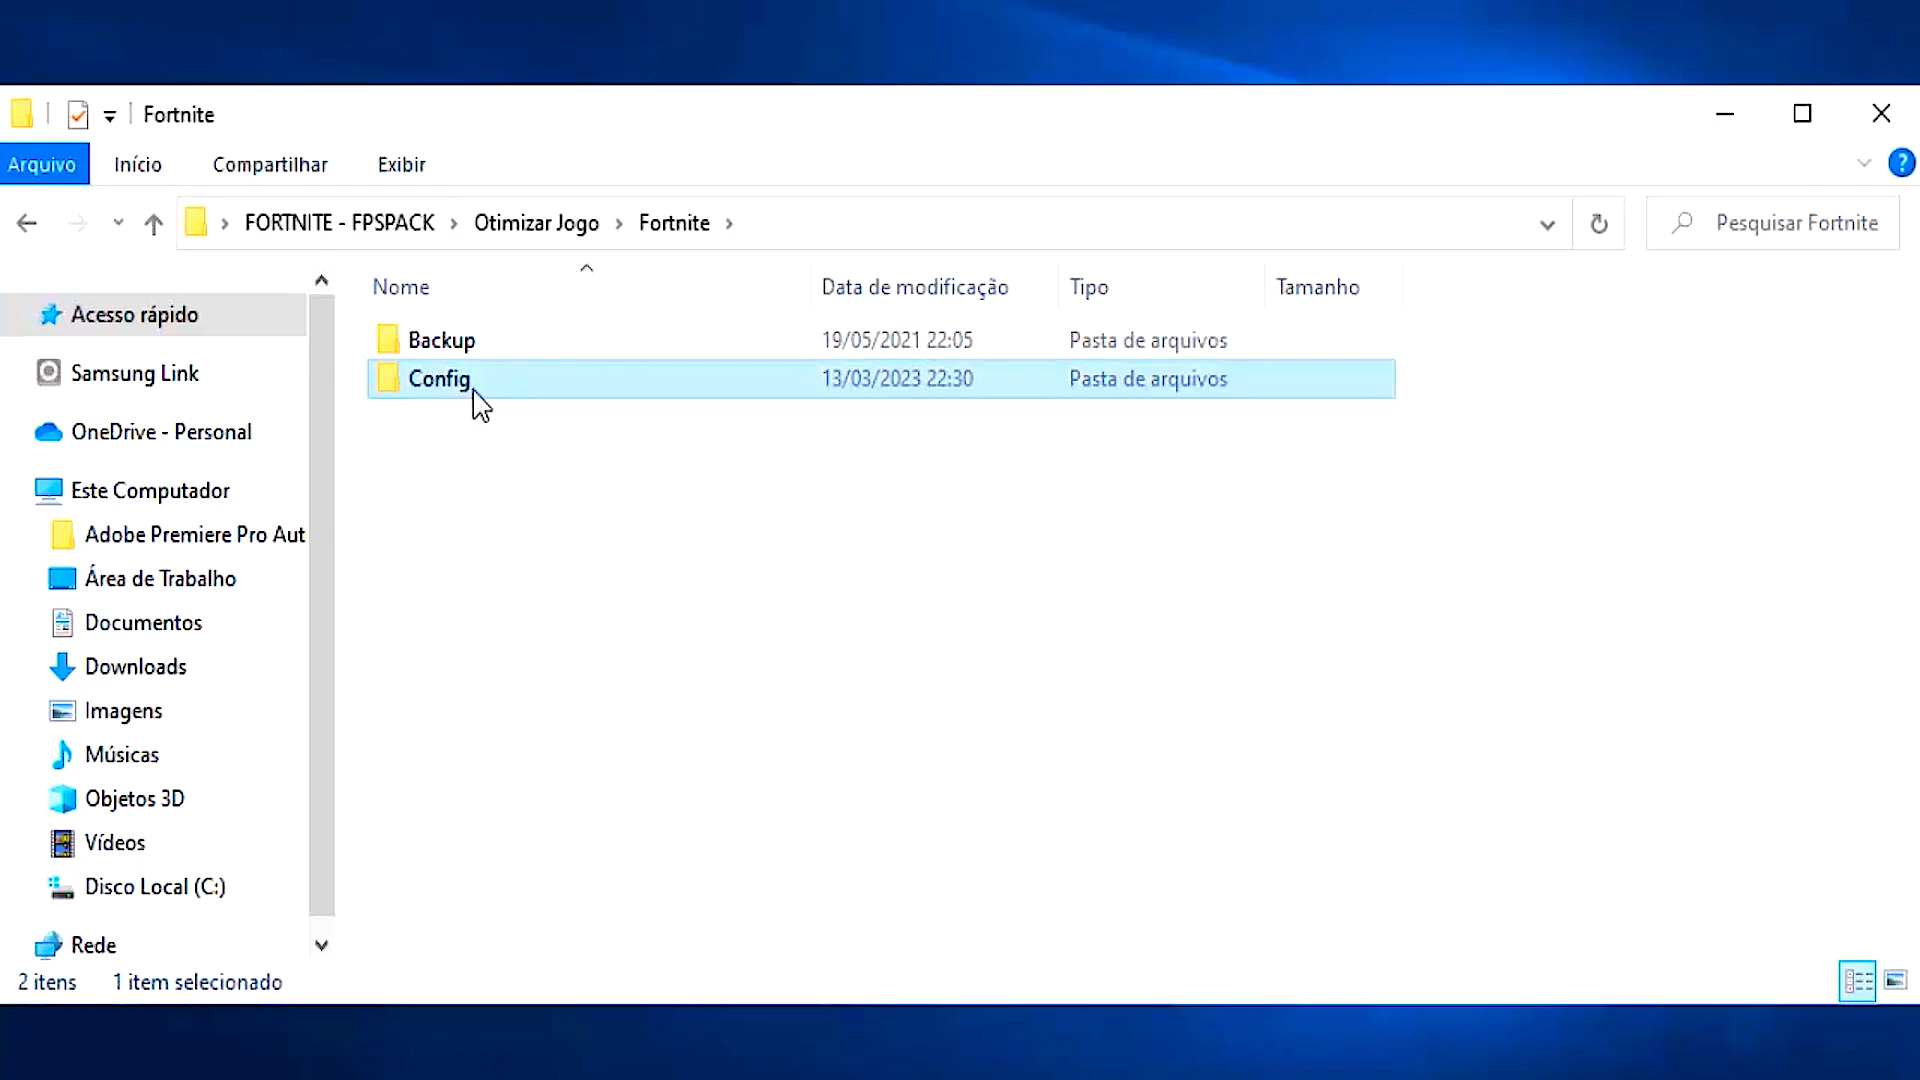 Fortnite
Arquivo Início Compartilhar Exibir
FORTNITE - FPSPACK Otimizar Jogo Fortnite Pesquisar Fortnite
Nome Data de modificação Tipo Tamanho
Backup 19/05/2021 22:05 Pasta de arquivos
Config 13/03/2023 22:30 Pasta de arquivos
Acesso rápido
Samsung Link
OneDrive - Personal
Este Computador
Adobe Premiere Pro Aut
Área de Trabalho
Documentos
Downloads
Imagens
Músicas
Objetos 3D
Vídeos
Disco Local (C:)
Rede
2 itens 1 item selecionado